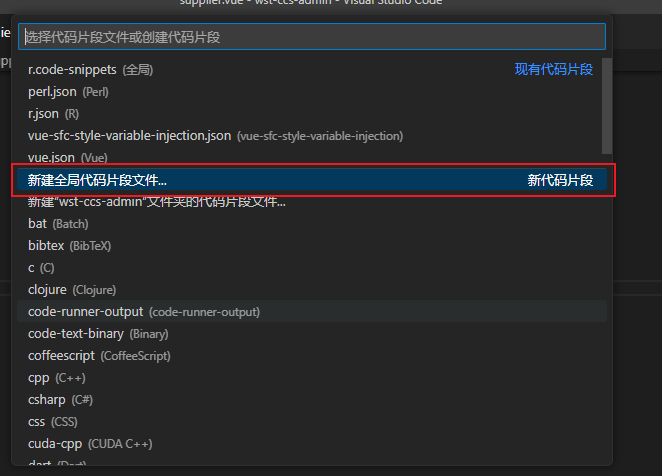 supplier.vue - wst-ccs-admin - Visual Studio Code
选择代码片段文件或创建代码片段
r.code-snippets (全局) 现有代码片段
perl.json (Perl)
r.json (R)
vue-sfc-style-variable-injection.json (vue-sfc-style-variable-injection)
vue.json (Vue)
新建全局代码片段文件... 新代码片段
新建"wst-ccs-admin"文件夹的代码片段文件...
bat (Batch)
bibtex (BibTeX)
c (C)
clojure (Clojure)
code-runner-output (code-runner-output)
code-text-binary (Binary)
coffeescript (CoffeeScript)
cpp (C++)
csharp (C#)
css (CSS)
cuda-cpp (CUDA C++)
dart (Dart)